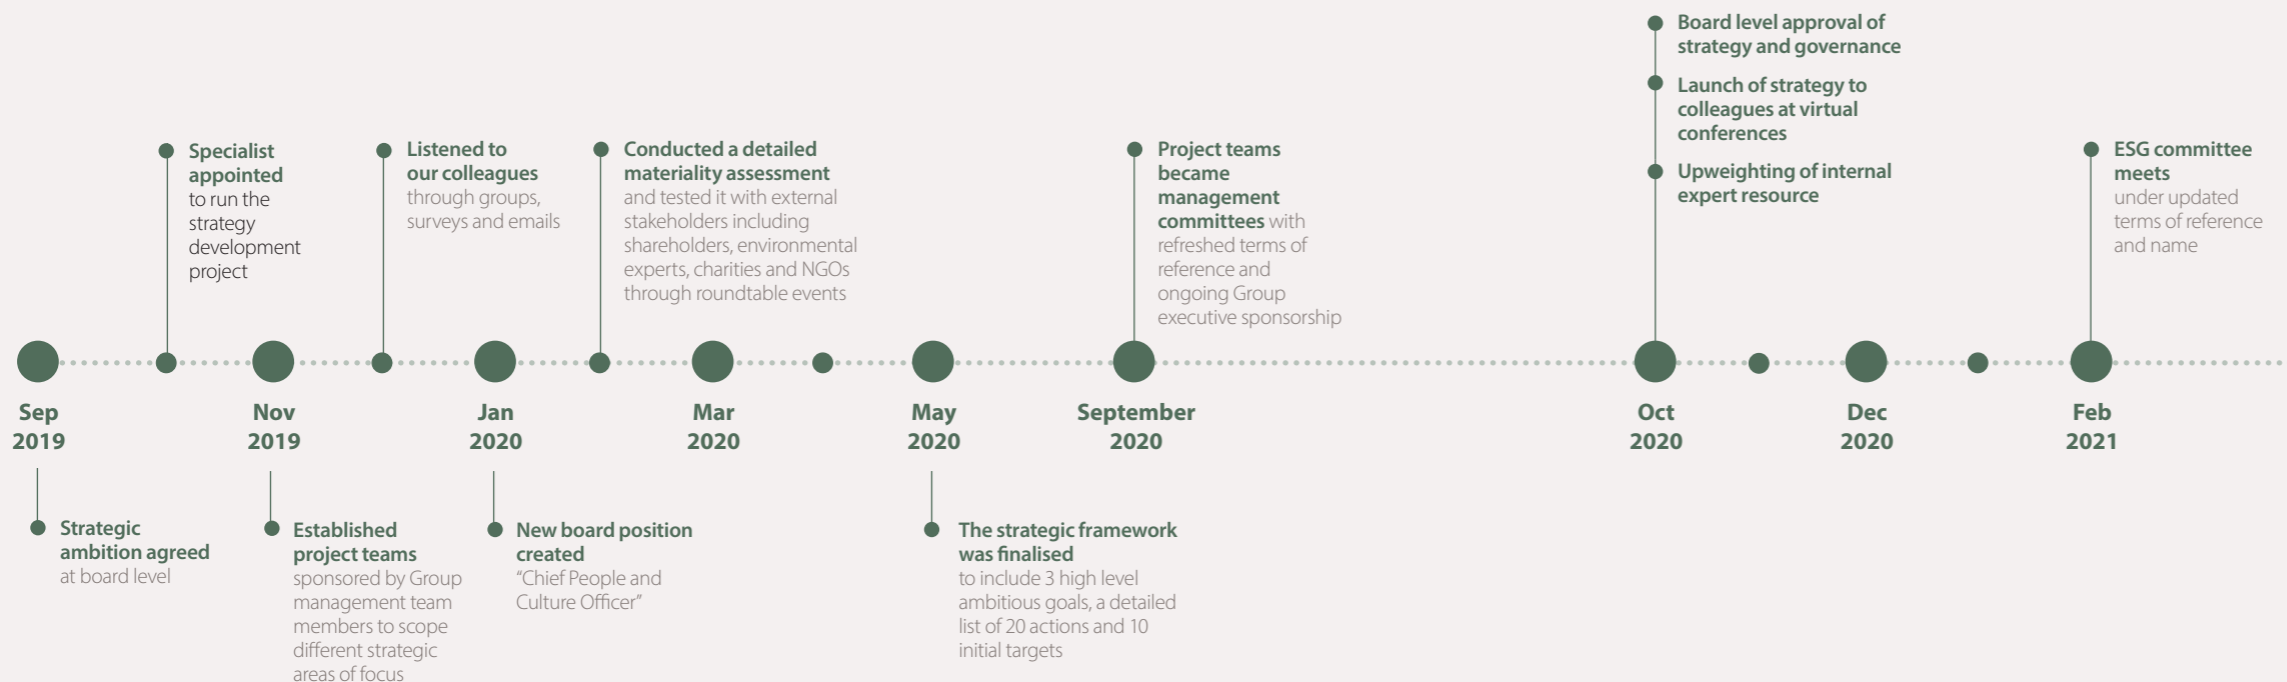 Board level approval of
strategy and governance
Launch of strategy to
colleagues at virtual
conferences
Upweighting of internal
expert resource
Specialist
appointed
to run the
strategy
development
project
Listened to
our colleagues
through groups,
surveys and emails
Conducted a detailed
materiality assessment
and tested it with external
stakeholders including
shareholders, environmental
experts, charities and NGOs
through roundtable events
Project teams
became
management
committees with
refreshed terms of
reference and
ongoing Group
executive sponsorship
ESG committee
meets
under updated
terms of reference
and name
Sep
2019
Nov
2019
Jan
2020
Mar
2020
May
2020
September
2020
Oct
2020
Dec
2020
Feb
2021
Strategic
ambition agreed
at board level
Established
project teams
sponsored by Group
management team
members to scope
different strategic
areas of focus
New board position
created
“Chief People and
Culture Officer”
The strategic framework
was finalised
to include 3 high level
ambitious goals, a detailed
list of 20 actions and 10
initial targets